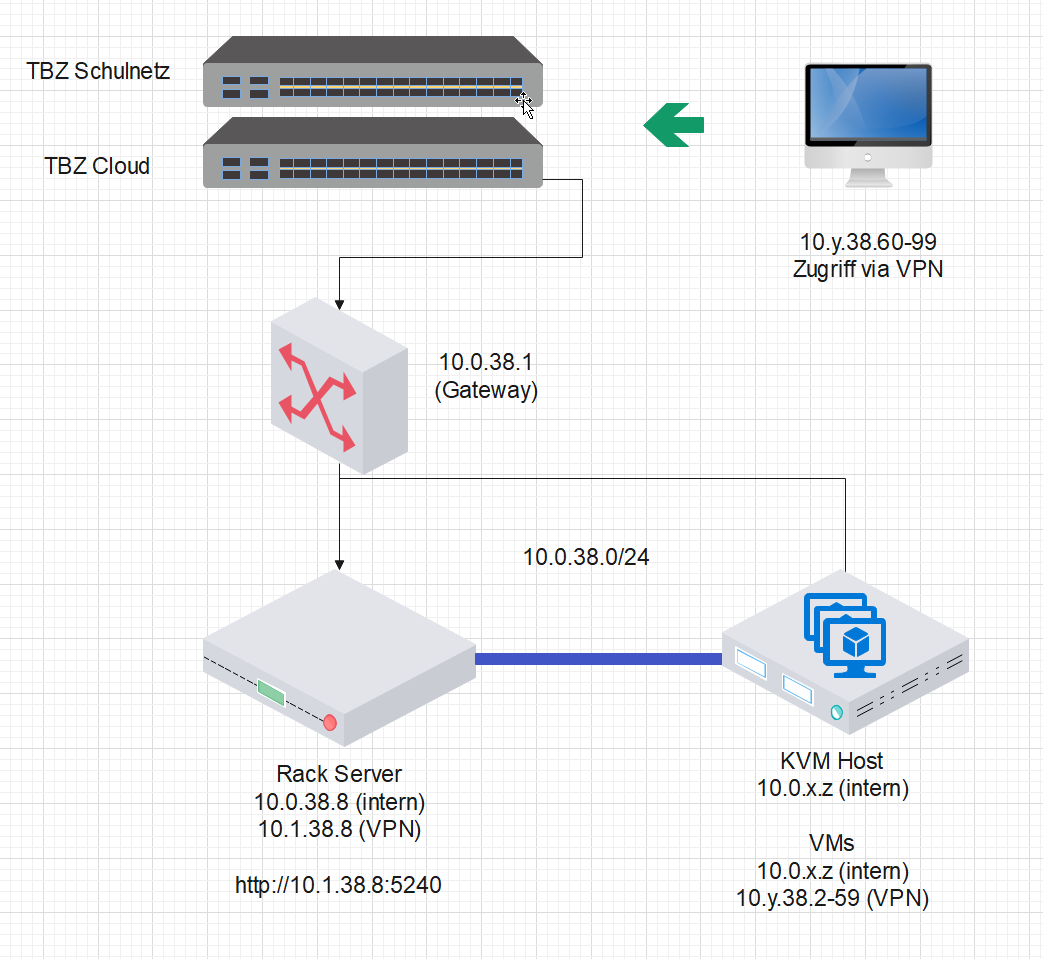 TBZ Schulnetz
TBZ Cloud
10.y.38.60-99
Zugriff via VPN
10.0.38.1
(Gateway)
10.0.38.0/24
Rack Server
10.0.38.8 (intern)
10.1.38.8 (VPN)
http://10.1.38.8:5240
KVM Host
10.0.x.z (intern)
VMs
10.0.x.z (intern)
10.y.38.2-59 (VPN)